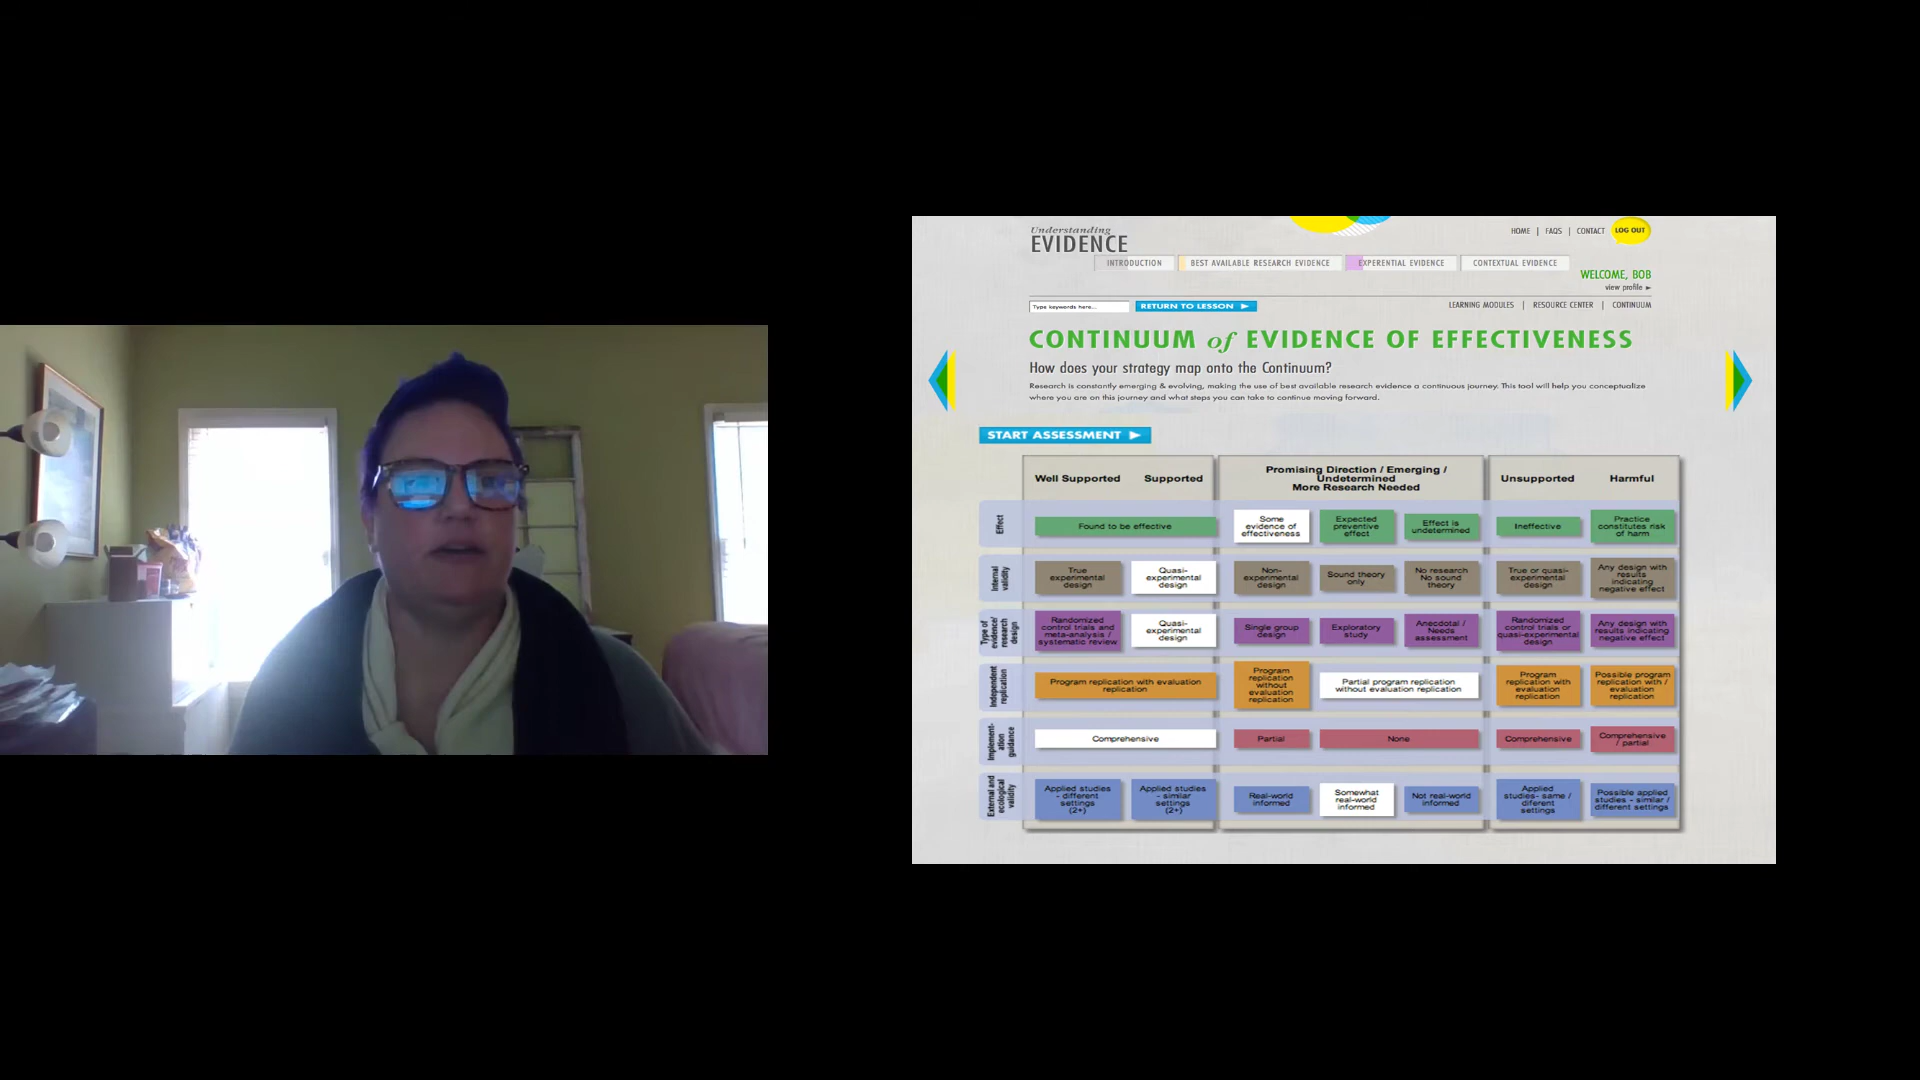 Understanding
EVIDENCE
HOME | FAQS | CONTACT LOG OUT
INTRODUCTION BEST AVAILABLE RESEARCH EVIDENCE EXPERENTIAL EVIDENCE CONTEXTUAL EVIDENCE
WELCOME, BOB
view profile ►
Type keywords here... RETURN TO LESSON ► LEARNING MODULES | RESOURCE CENTER | CONTINUUM
CONTINUUM of EVIDENCE OF EFFECTIVENESS
How does your strategy map onto the Continuum?
Research is constantly emerging & evolving, making the use of best available research evidence a continuous journey. This tool will help you conceptualize
where you are on this journey and what steps you can take to continue moving forward.
START ASSESSMENT ►
Well Supported
Supported
Promising Direction / Emerging /
Undetermined
More Research Needed
Unsupported
Harmful
Effect
Found to be effective
Some
evidence of
effectiveness
Expected
preventive
effect
Effect is
undetermined
Ineffective
Practice
constitutes risk
of harm
Internal
validity
True
experimental
design
Quasi-
experimental
design
Non-
experimental
design
Sound theory
only
No research
No sound
theory
True or quasi-
experimental
design
Any design with
results
indicating
negative effect
Type of
evidence/
research
design
Randomized
control trials and
meta-analysis /
systematic review
Quasi-
experimental
design
Single group
design
Exploratory
study
Anecdotal /
Needs
assessment
Randomized
control trials or
quasi-experimental
design
Any design with
results indicating
negative effect
Independent
replication
Program replication with evaluation
replication
Program
replication
without
evaluation
replication
Partial program replication
without evaluation replication
Program
replication with
evaluation
replication
Possible program
replication with /
evaluation
replication
Implement-
ation
guidance
Comprehensive
Partial
None
Comprehensive
Comprehensive
/ partial
External and
ecological
validity
Applied studies
- different
settings
(2+)
Applied studies
- similar
settings
(2+)
Real-world
informed
Somewhat
real-world
informed
Not real-world
informed
Applied
studies- same /
diferent
settings
Possible applied
studies - similar /
different settings